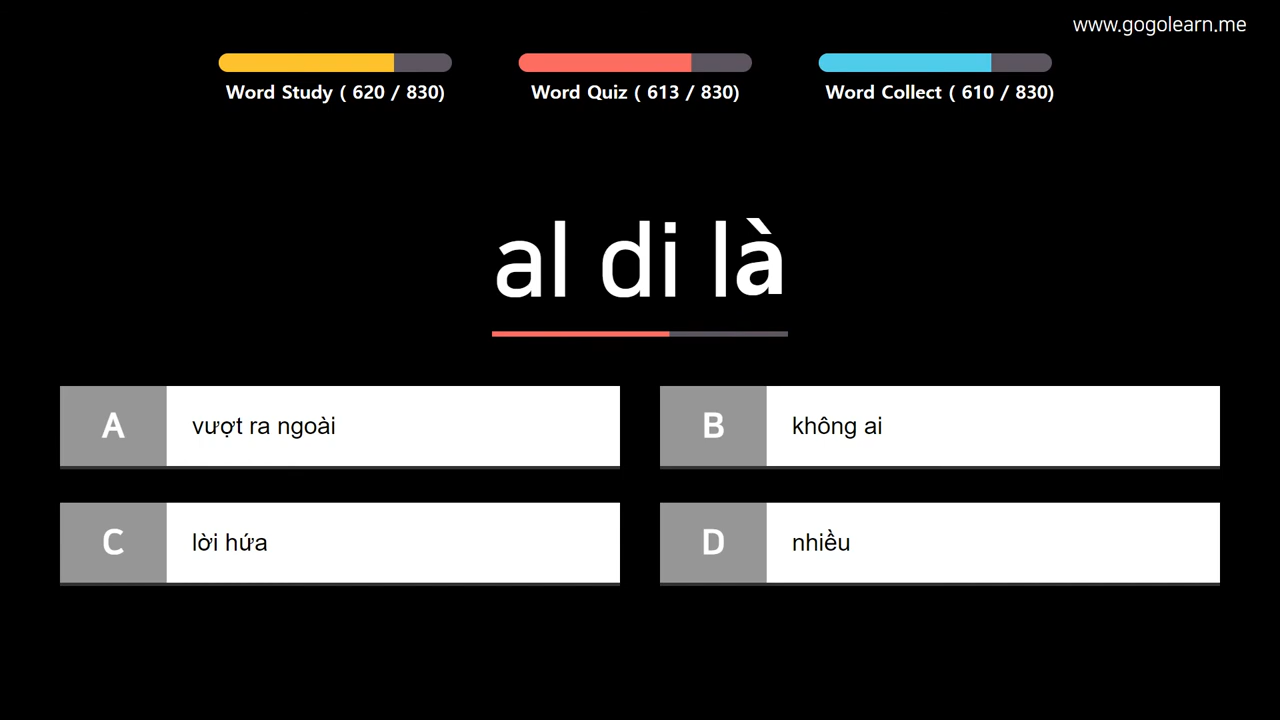 www.gogolearn.me
Word Study ( 620 / 830)
Word Quiz ( 613 / 830)
Word Collect ( 610 / 830)
al di là
A vượt ra ngoài
B không ai
C lời hứa
D nhiều